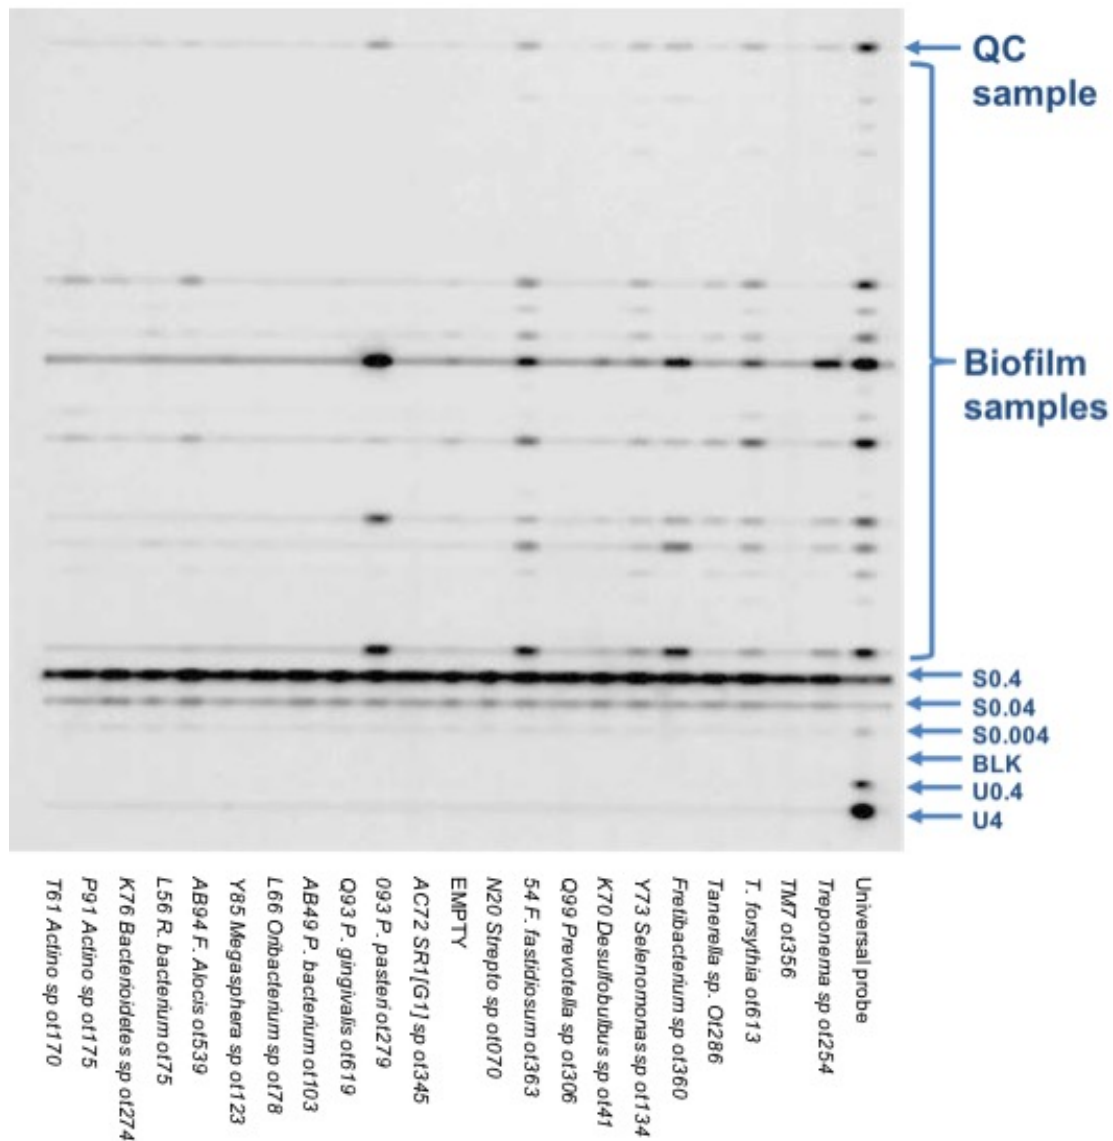 QC
sample
Biofilm
samples
S0.4
S0.04
S0.004
BLK
U0.4
U4
T61 Actino sp ot170
P91 Actino sp ot175
K76 Bacterioidetes sp ot274
L56 R. bacterium ot75
AB94 F. Alocis ot539
Y85 Megasphera sp ot123
L66 Oribacterium sp ot78
AB49 P. bacterium ot103
Q93 P. gingivalis ot619
093 P. pasteri ot279
AC72 SR1[G1] sp ot345
EMPTY
N20 Strepto sp ot070
54 F. fastidiosum ot363
Q99 Prevotella sp ot306
K70 Desulfobulbus sp ot41
Y73 Selenomonas sp ot134
Fretibacterium sp ot360
Tanerella sp. Ot286
T. forsythia ot613
TM7 ot356
Treponema sp ot254
Universal probe